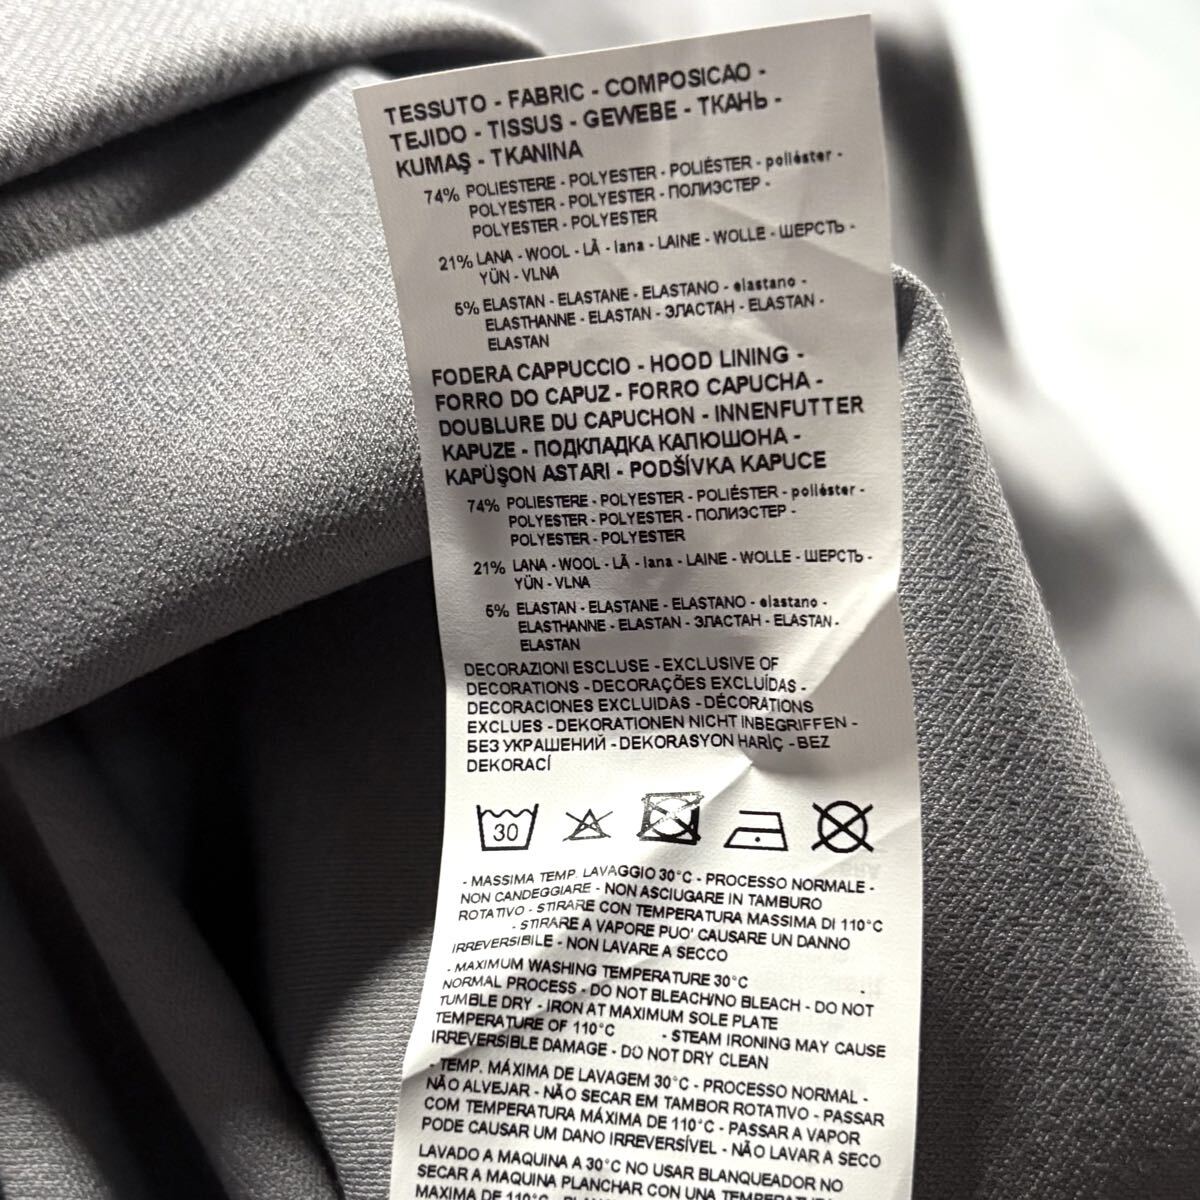 TESSUTO - FABRIC - COMPOSICAO -
TEJIDO - TISSUS - GEWEBE - ТКАНЬ -
KUMAŞ - TKANINA
74% POLIESTERE - POLYESTER - POLIÉSTER - poliéster -
POLYESTER - POLYESTER - ПОЛИЭСТЕР -
POLYESTER - POLYESTER
21% LANA - WOOL - LÃ - lana - LAINE - WOLLE - ШЕРСТЬ -
YÜN - VLNA
5% ELASTAN - ELASTANE - ELASTANO - elastano -
ELASTHANNE - ELASTAN - ЭЛАСТАН - ELASTAN -
ELASTAN
FODERA CAPPUCCIO - HOOD LINING -
FORRO DO CAPUZ - FORRO CAPUCHA -
DOUBLURE DU CAPUCHON - INNENFUTTER
KAPUZE - ПОДКЛАДКА КАПЮШОНА -
KAPÜŞON ASTARI - PODŠÍVKA KAPUCE
74% POLIESTERE - POLYESTER - POLIÉSTER - poliéster -
POLYESTER - POLYESTER - ПОЛИЭСТЕР -
POLYESTER - POLYESTER
21% LANA - WOOL - LÃ - lana - LAINE - WOLLE - ШЕРСТЬ -
YÜN - VLNA
5% ELASTAN - ELASTANE - ELASTANO - elastano -
ELASTHANNE - ELASTAN - ЭЛАСТАН - ELASTAN -
ELASTAN
DECORAZIONI ESCLUSE - EXCLUSIVE OF
DECORATIONS - DECORAÇÕES EXCLUÍDAS -
DECORACIONES EXCLUIDAS - DÉCORATIONS
EXCLUES - DEKORATIONEN NICHT INBEGRIFFEN -
БЕЗ УКРАШЕНИЙ - DEKORASYON HARİÇ - BEZ
DEKORACÍ
30
- MASSIMA TEMP. LAVAGGIO 30°C - PROCESSO NORMALE -
NON CANDEGGIARE - NON ASCIUGARE IN TAMBURO
ROTATIVO - STIRARE CON TEMPERATURA MASSIMA DI 110°C
- STIRARE A VAPORE PUO' CAUSARE UN DANNO
IRREVERSIBILE - NON LAVARE A SECCO
- MAXIMUM WASHING TEMPERATURE 30°C -
NORMAL PROCESS - DO NOT BLEACH/NO BLEACH - DO NOT
TUMBLE DRY - IRON AT MAXIMUM SOLE PLATE
TEMPERATURE OF 110°C - STEAM IRONING MAY CAUSE
IRREVERSIBLE DAMAGE - DO NOT DRY CLEAN
- TEMP. MÁXIMA DE LAVAGEM 30°C - PROCESSO NORMAL -
NÃO ALVEJAR - NÃO SECAR EM TAMBOR ROTATIVO - PASSAR
COM TEMPERATURA MÁXIMA DE 110°C - PASSAR A VAPOR
PODE CAUSAR UM DANO IRREVERSÍVEL - NÃO LAVAR A SECO
LAVADO A MAQUINA A 30°C NO USAR BLANQUEADOR NO
SECAR A MAQUINA PLANCHAR CON UNA TEMPERATURA
MAXIMA DE 110°C -